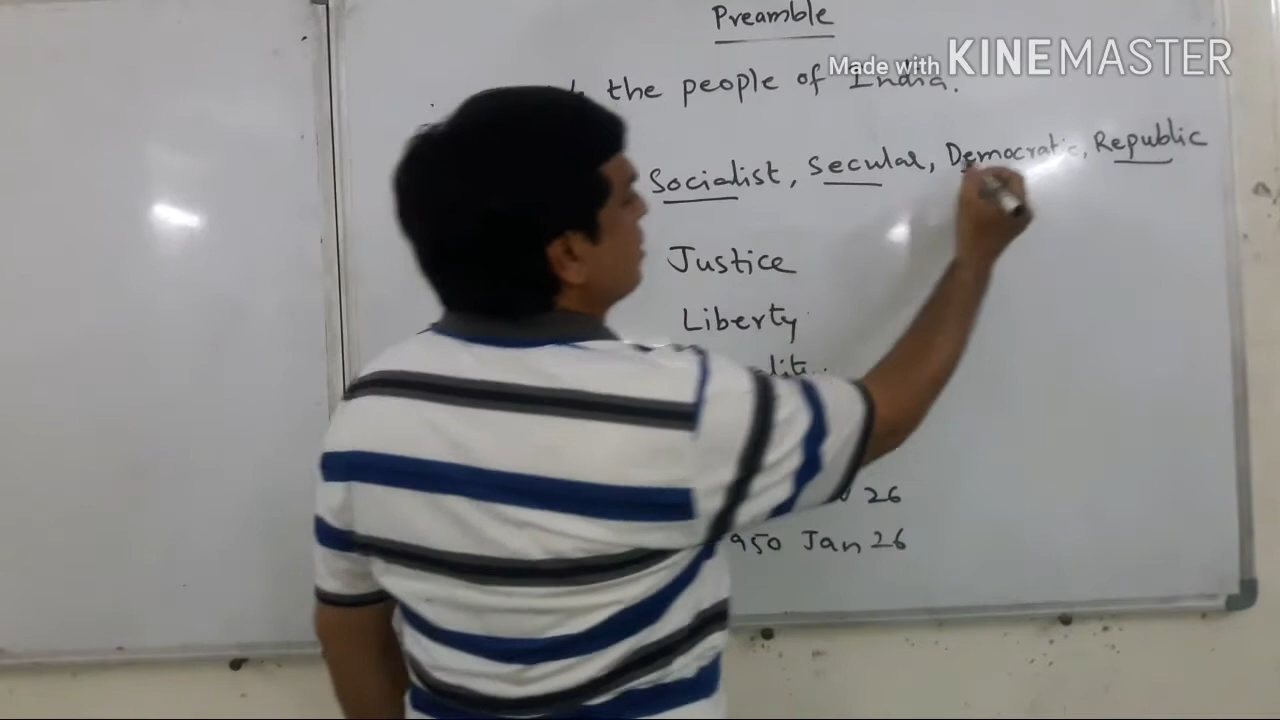 Preamble
Made with KINEMASTER
the people of India.
Socialist, Secular, Democratic, Republic
Justice
Liberty
26
950 Jan 26